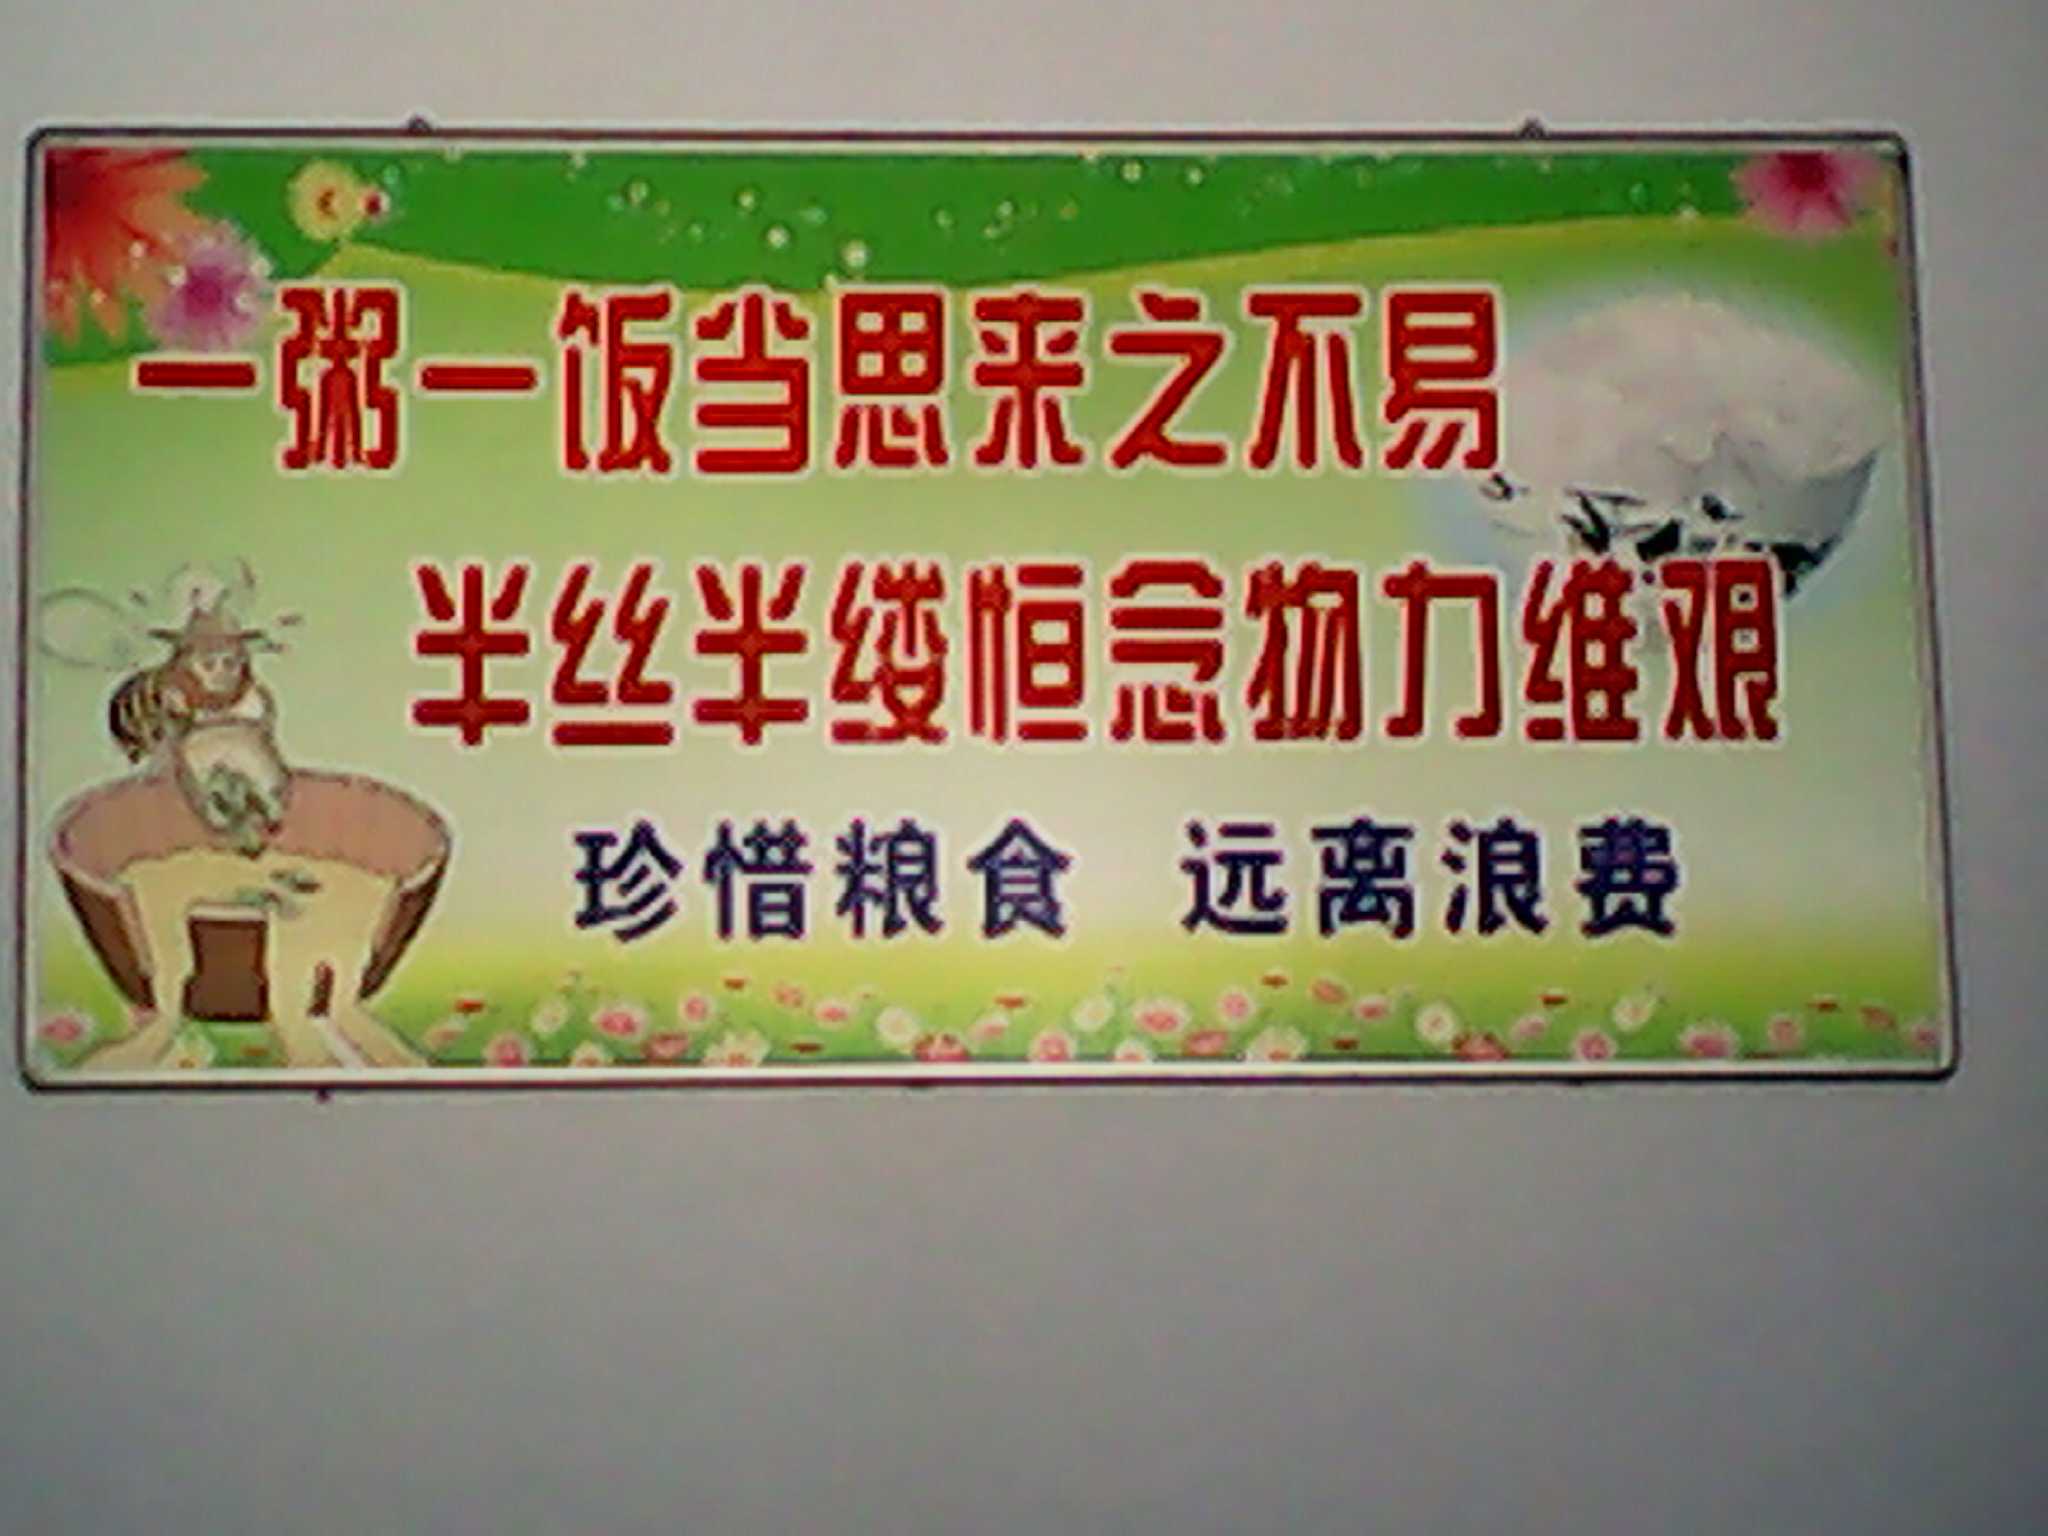 一粥一饭当思来之不易
半丝半缕恒念物力维艰
珍惜粮食 远离浪费